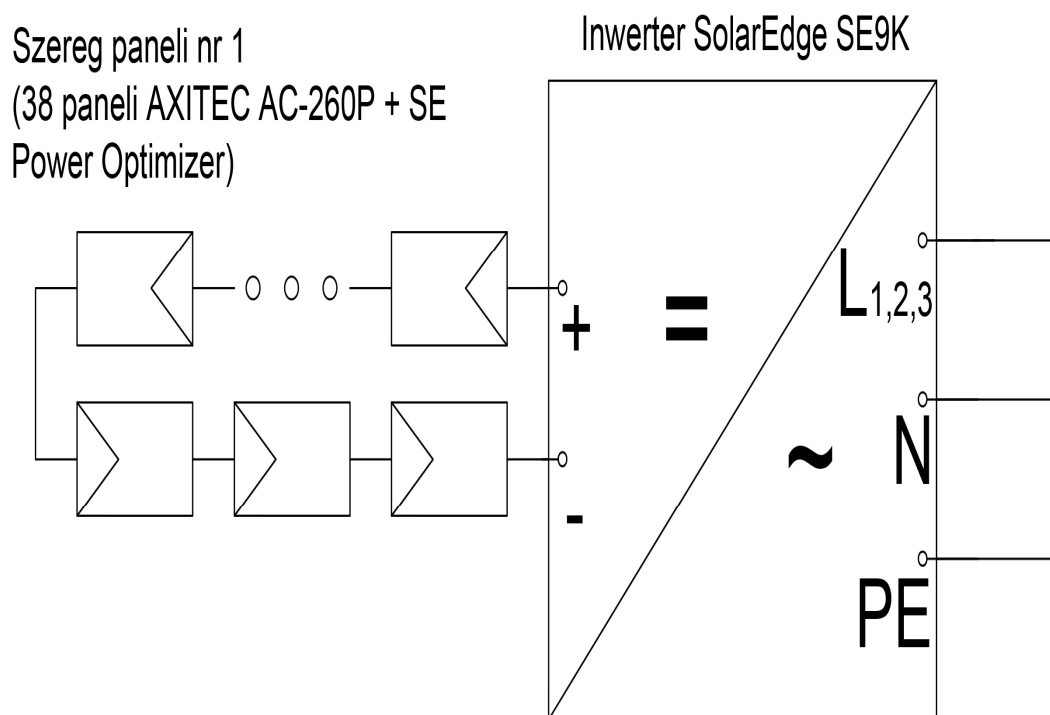 Szereg paneli nr 1
(38 paneli AXITEC AC-260P + SE
Power Optimizer)
Inwerter SolarEdge SE9K
+
=
L1,2,3
~
N
-
PE